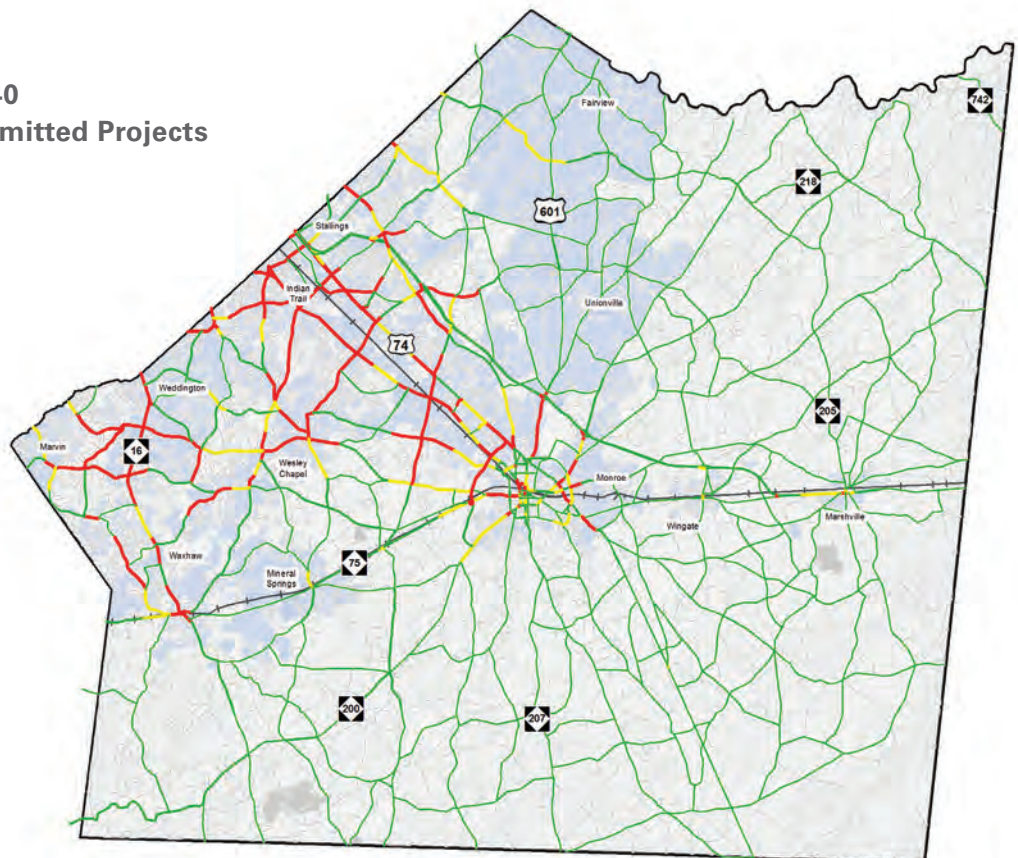 40
mitted Projects
Fairview
742
218
601
Stallings
Indian
Trail
Unionville
74
Weddington
205
Marvin
16
Wesley
Chapel
Monroe
Wingate
Marshville
Waxhaw
75
Mineral
Springs
200
207